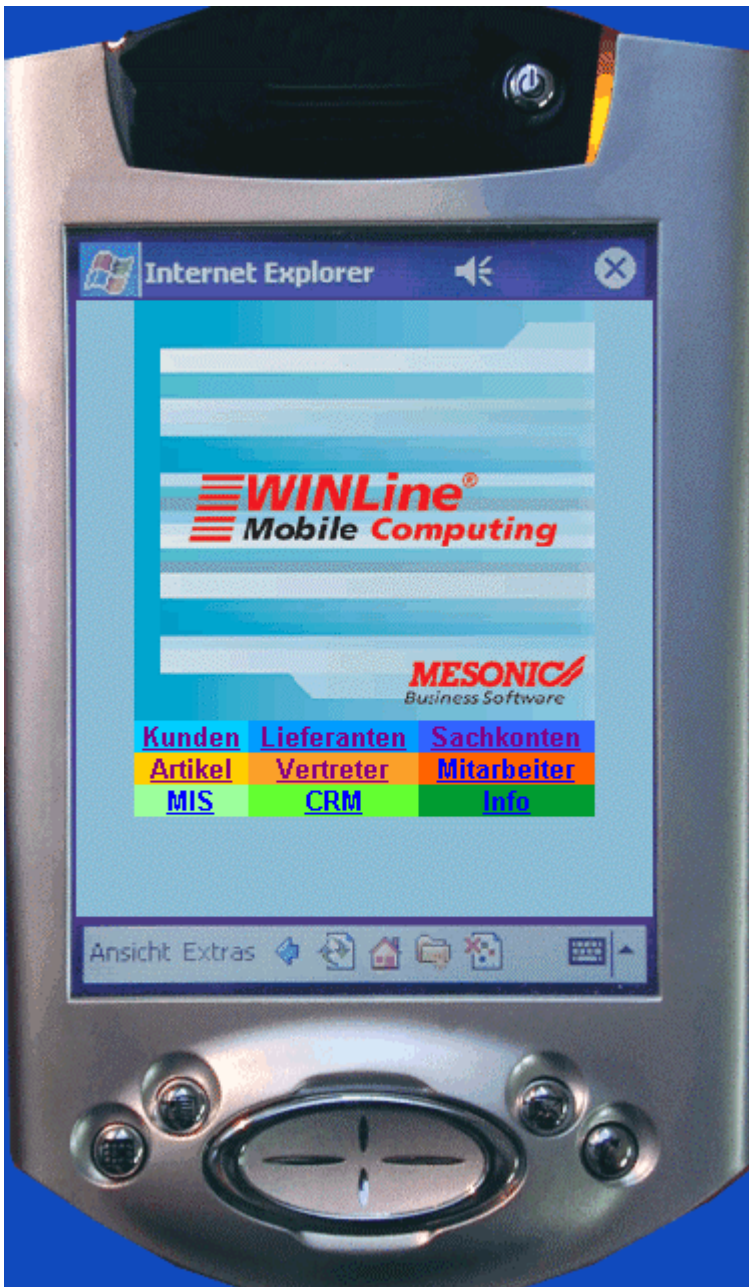 Internet Explorer
WINLine®
Mobile Computing
MESONIC
Business Software
Kunden Lieferanten Sachkonten
Artikel Vertreter Mitarbeiter
MIS CRM Info
Ansicht Extras